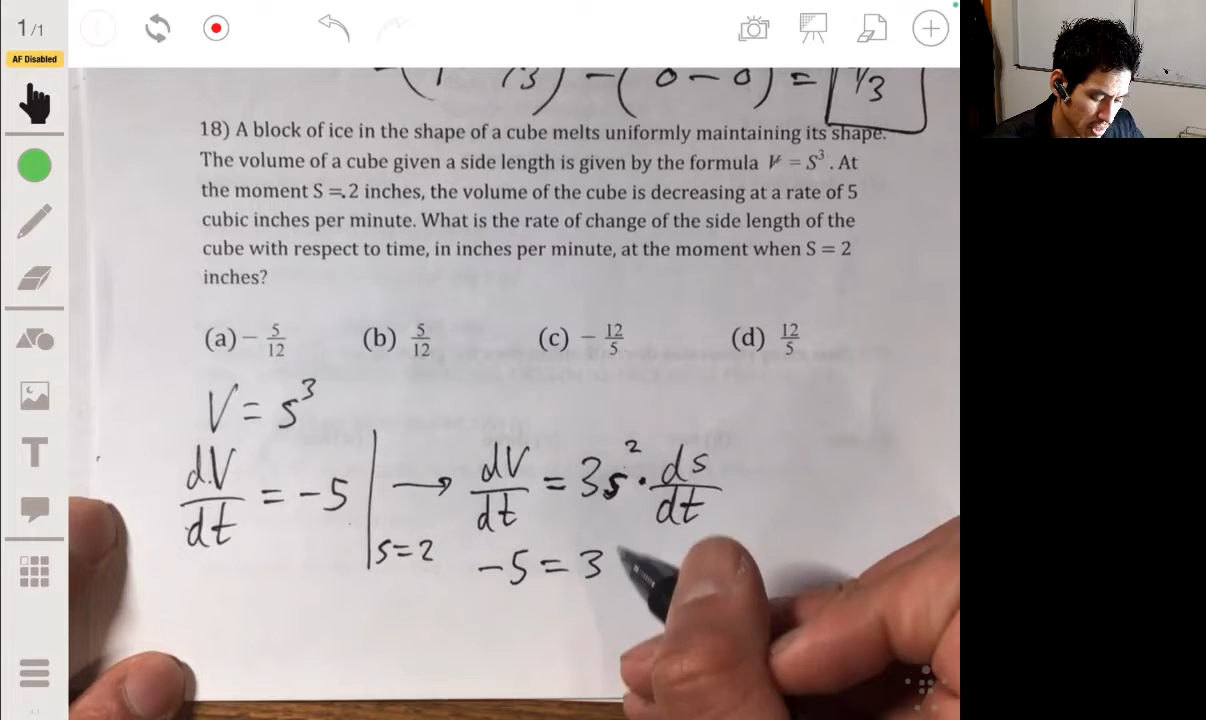 1/1
AF Disabled
-(1 - 1/3) - (0 - 0) = 1/3
18) A block of ice in the shape of a cube melts uniformly maintaining its shape.
The volume of a cube given a side length is given by the formula V = S³. At
the moment S = 2 inches, the volume of the cube is decreasing at a rate of 5
cubic inches per minute. What is the rate of change of the side length of the
cube with respect to time, in inches per minute, at the moment when S = 2
inches?
(a) - 5/12 (b) 5/12 (c) - 12/5 (d) 12/5
V = s³
dV/dt = -5 | s=2 → dV/dt = 3s² · ds/dt
-5 = 3
T